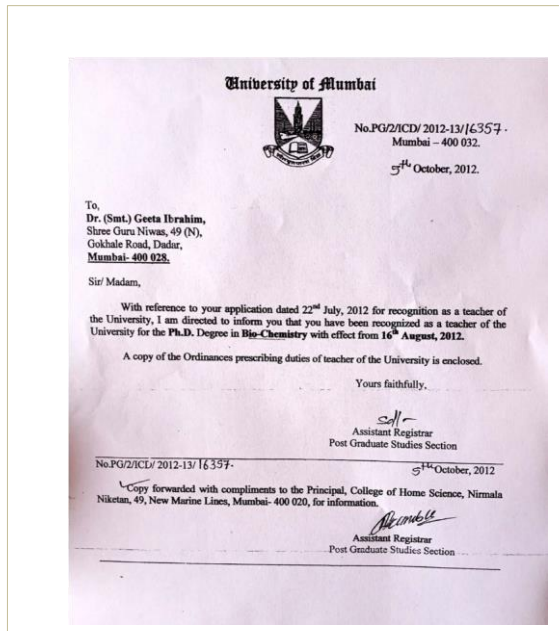 University of Mumbai
No.PG/2/ICD/ 2012-13/16357.
Mumbai – 400 032.
5th October, 2012.
To,
Dr. (Smt.) Geeta Ibrahim,
Shree Guru Niwas, 49 (N),
Gokhale Road, Dadar,
Mumbai- 400 028.
Sir/ Madam,
With reference to your application dated 22nd July, 2012 for recognition as a teacher of
the University, I am directed to inform you that you have been recognized as a teacher of the
University for the Ph.D. Degree in Bio-Chemistry with effect from 16th August, 2012.
A copy of the Ordinances prescribing duties of teacher of the University is enclosed.
Yours faithfully,
sd/-
Assistant Registrar
Post Graduate Studies Section
No.PG/2/ICD/ 2012-13/16357.
5th October, 2012
Copy forwarded with compliments to the Principal, College of Home Science, Nirmala
Niketan, 49, New Marine Lines, Mumbai- 400 020, for information.
Assistant Registrar
Post Graduate Studies Section